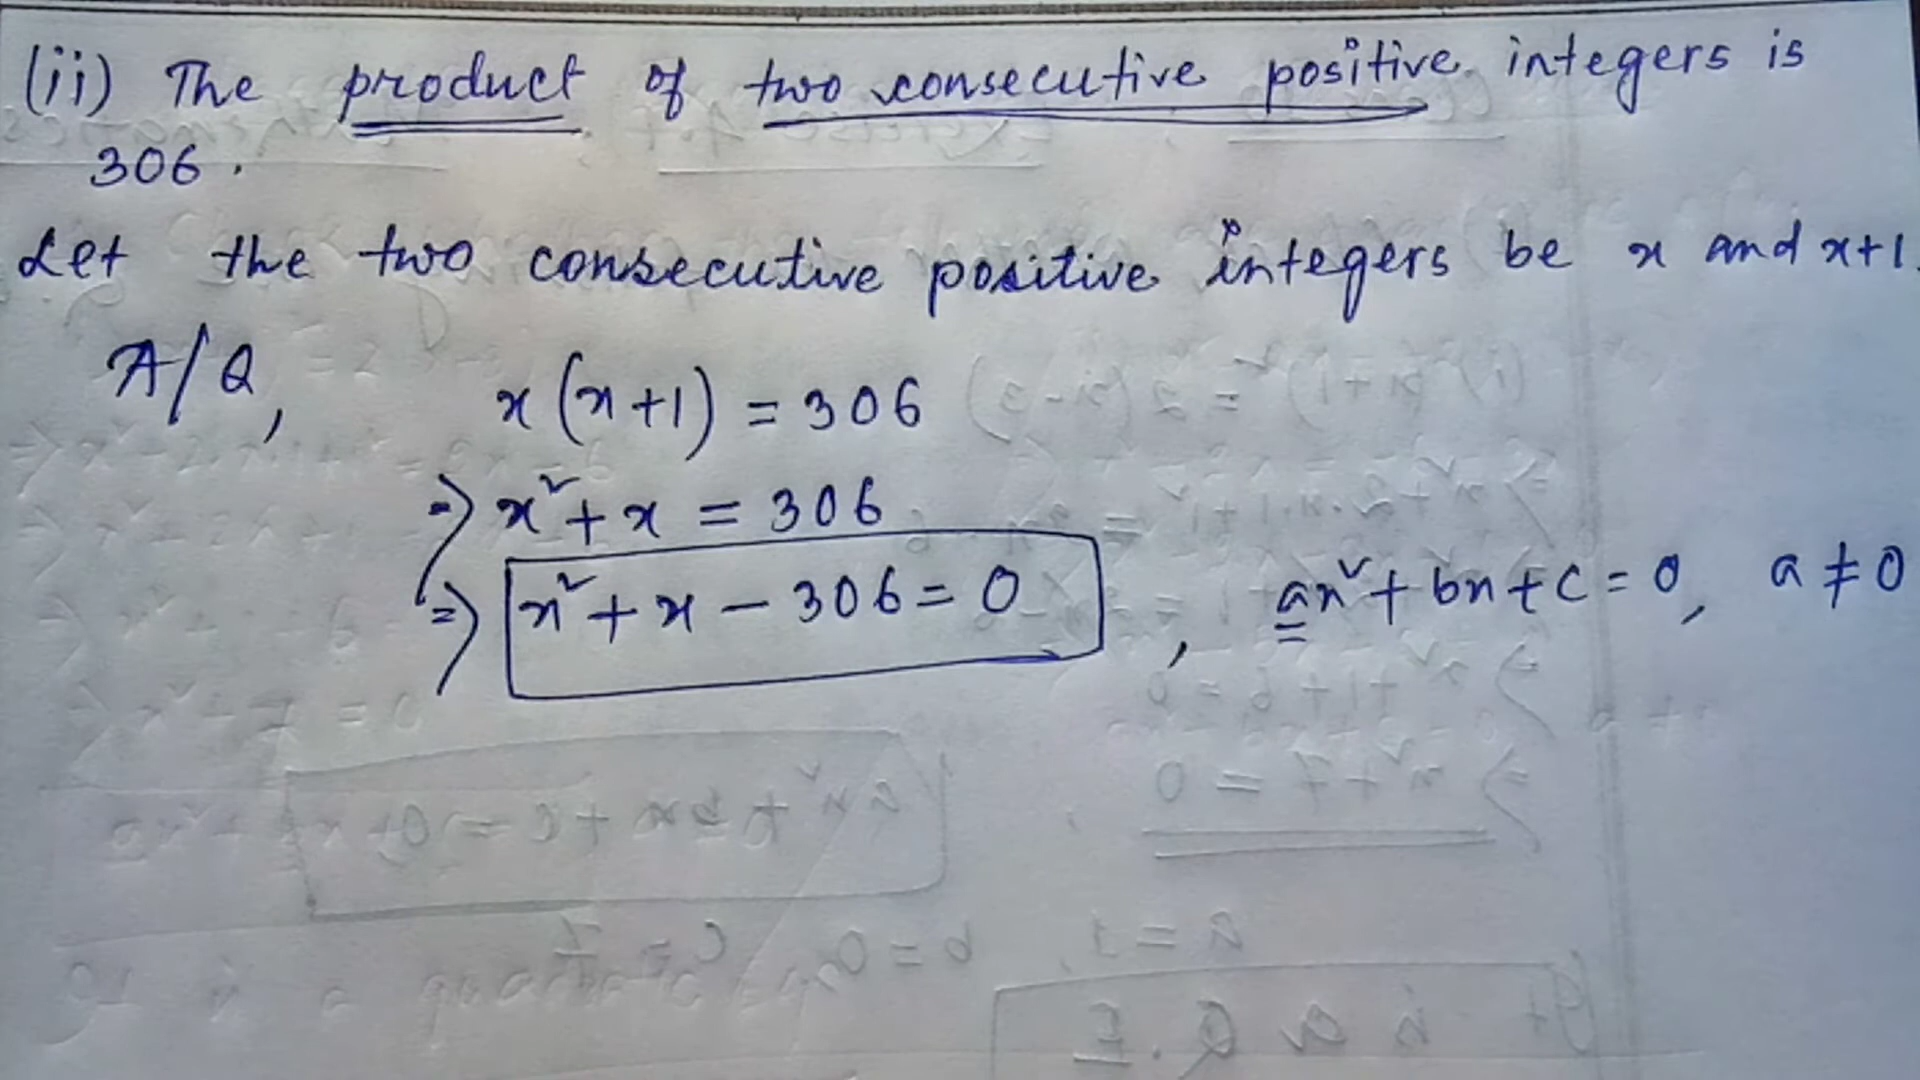 (ii) The product of two consecutive positive integers is
306.
Let the two consecutive positive integers be x and x+1.
A/Q, x(x+1) = 306
⇒ x² + x = 306
⇒ x² + x - 306 = 0, ax² + bx + c = 0, a ≠ 0